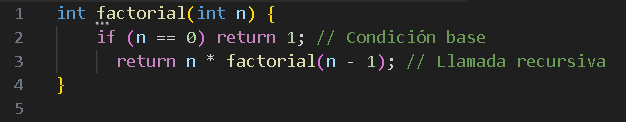 1 int factorial(int n) {
2 if (n == 0) return 1; // Condición base
3 return n * factorial(n - 1); // Llamada recursiva
4 }
5